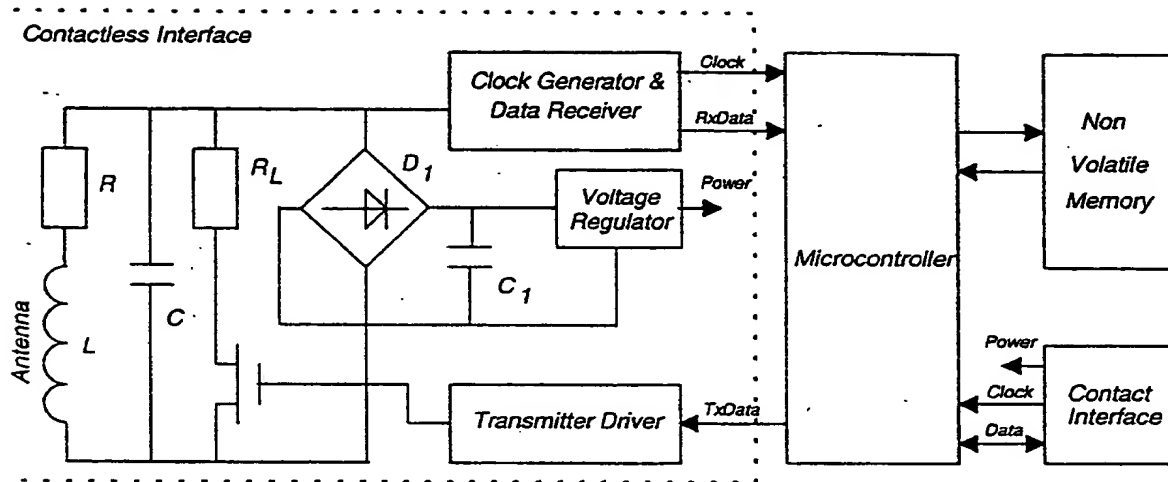 Contactless Interface
Clock Generator &
Data Receiver
Clock
RxData
Non
Volatile
Memory
R
R_L
D_1
Voltage
Regulator
Power
Microcontroller
C
C_1
L
Antenna
Transmitter Driver
TxData
Power
Clock
Data
Contact
Interface